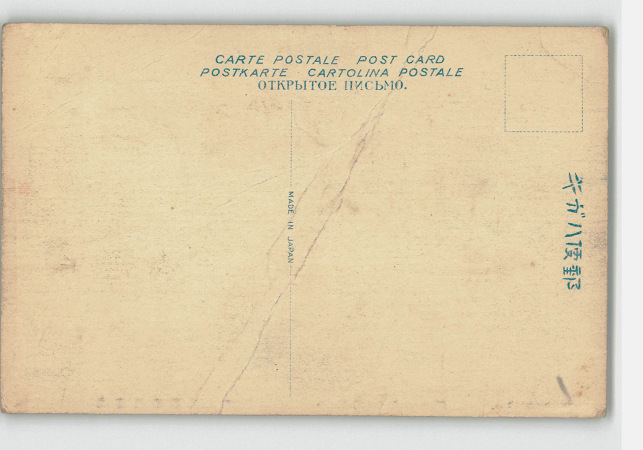 CARTE POSTALE POST CARD
POSTKARTE · CARTOLINA POSTALE
ОТКРЫТОЕ ПИСЬМО.
MADE IN JAPAN
郵便ハガキ